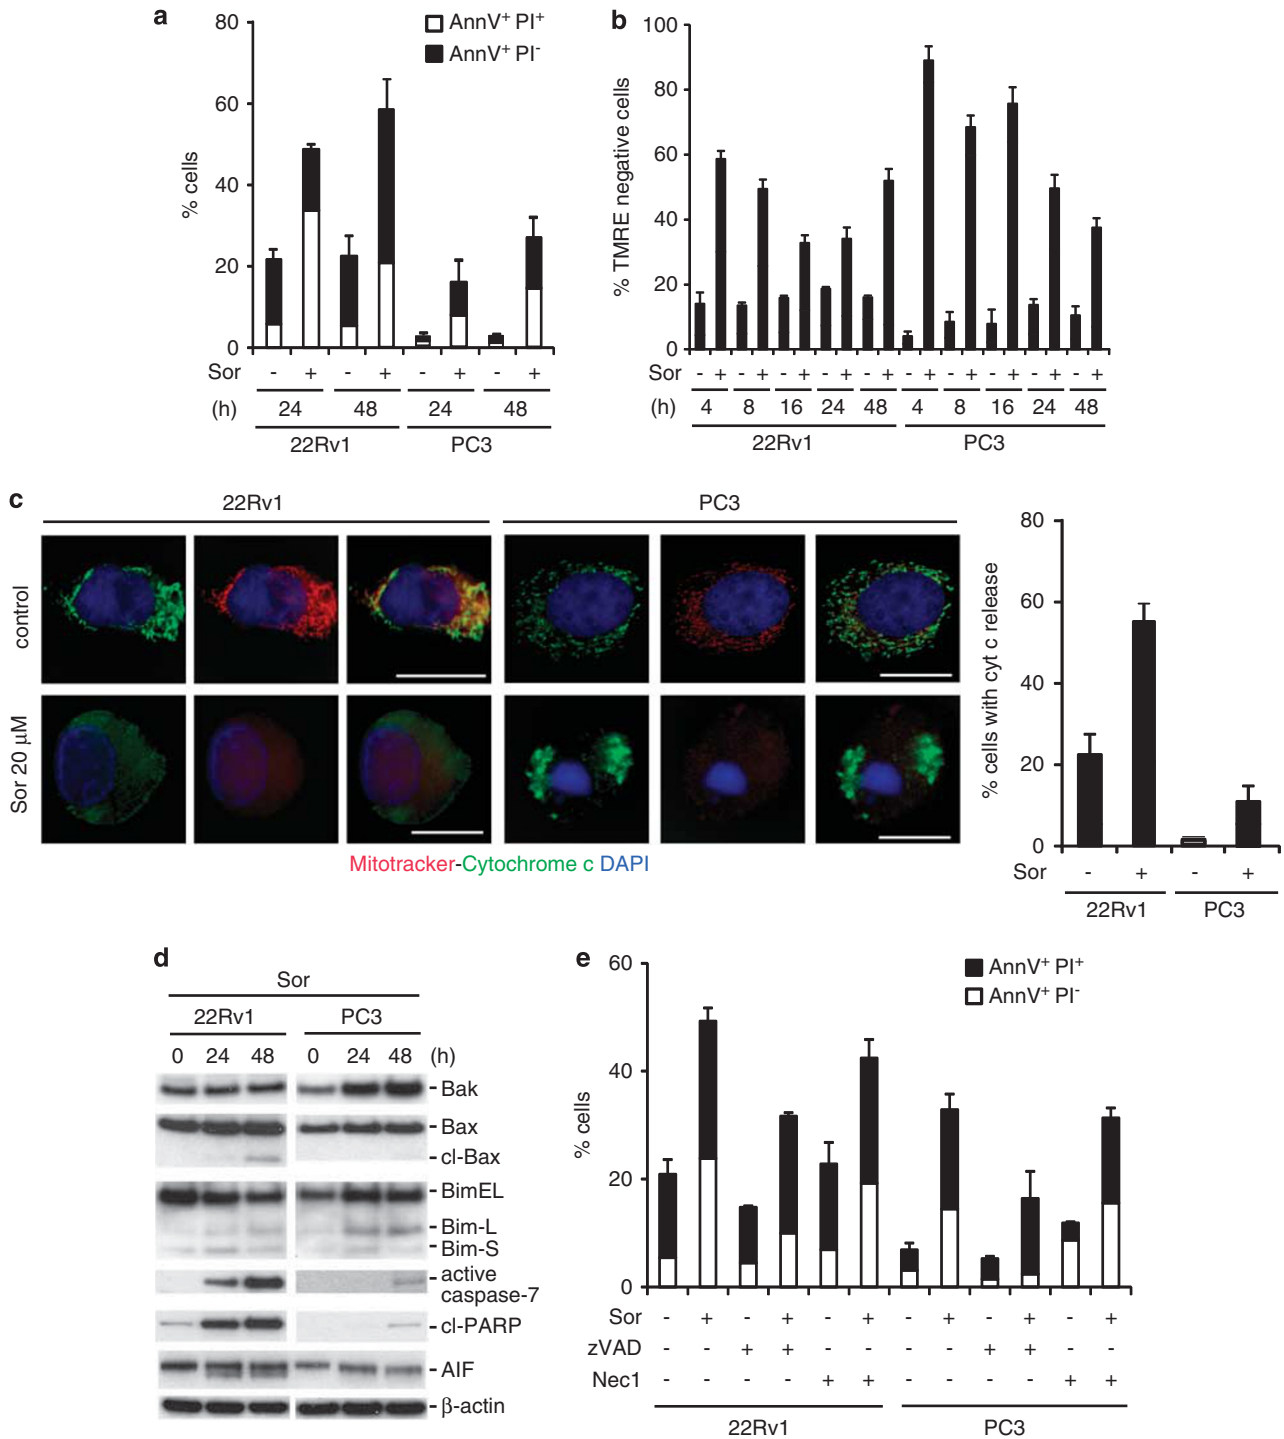 a
80
60
40
20
0
% cells
AnnV+ PI+
AnnV+ PI-
Sor - + - + - + - +
(h) 24 48 24 48
22Rv1 PC3
b
100
80
60
40
20
0
% TMRE negative cells
Sor - + - + - + - + - + - + - + - + - + - +
(h) 4 8 16 24 48 4 8 16 24 48
22Rv1 PC3
c
22Rv1 PC3
control
Sor 20 μM
Mitotracker-Cytochrome c DAPI
80
60
40
20
0
% cells with cyt c release
Sor - + - +
22Rv1 PC3
d
Sor
22Rv1 PC3
0 24 48 0 24 48 (h)
Bak
Bax
cl-Bax
BimEL
Bim-L
Bim-S
active
caspase-7
cl-PARP
AIF
β-actin
e
60
40
20
0
% cells
AnnV+ PI+
AnnV+ PI-
Sor - + - + - + - + - + - +
zVAD - - + + - - - - + + - -
Nec1 - - - - + + - - - - + +
22Rv1 PC3